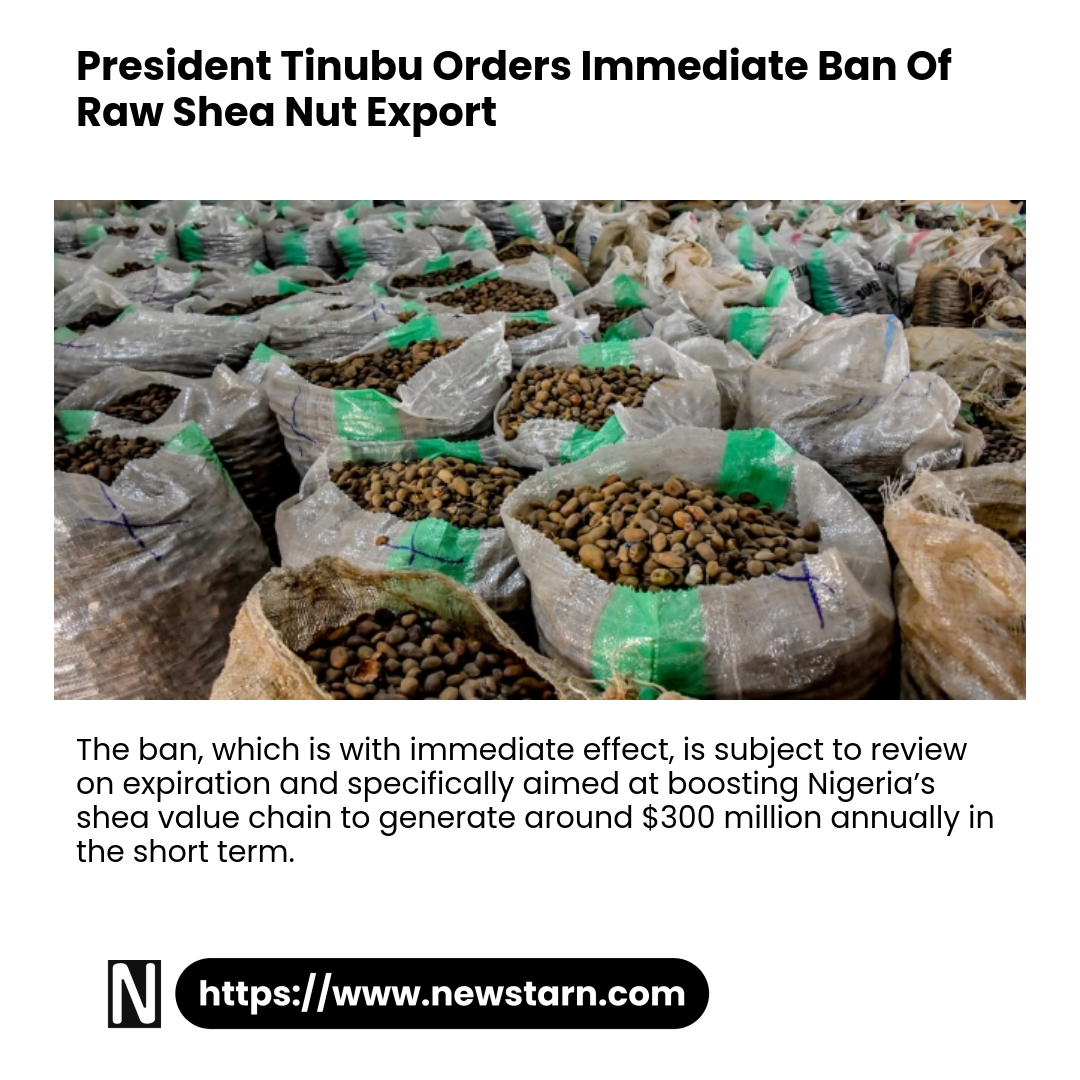 President Tinubu Orders Immediate Ban Of
Raw Shea Nut Export
The ban, which is with immediate effect, is subject to review
on expiration and specifically aimed at boosting Nigeria’s
shea value chain to generate around $300 million annually in
the short term.
N
https://www.newstarn.com